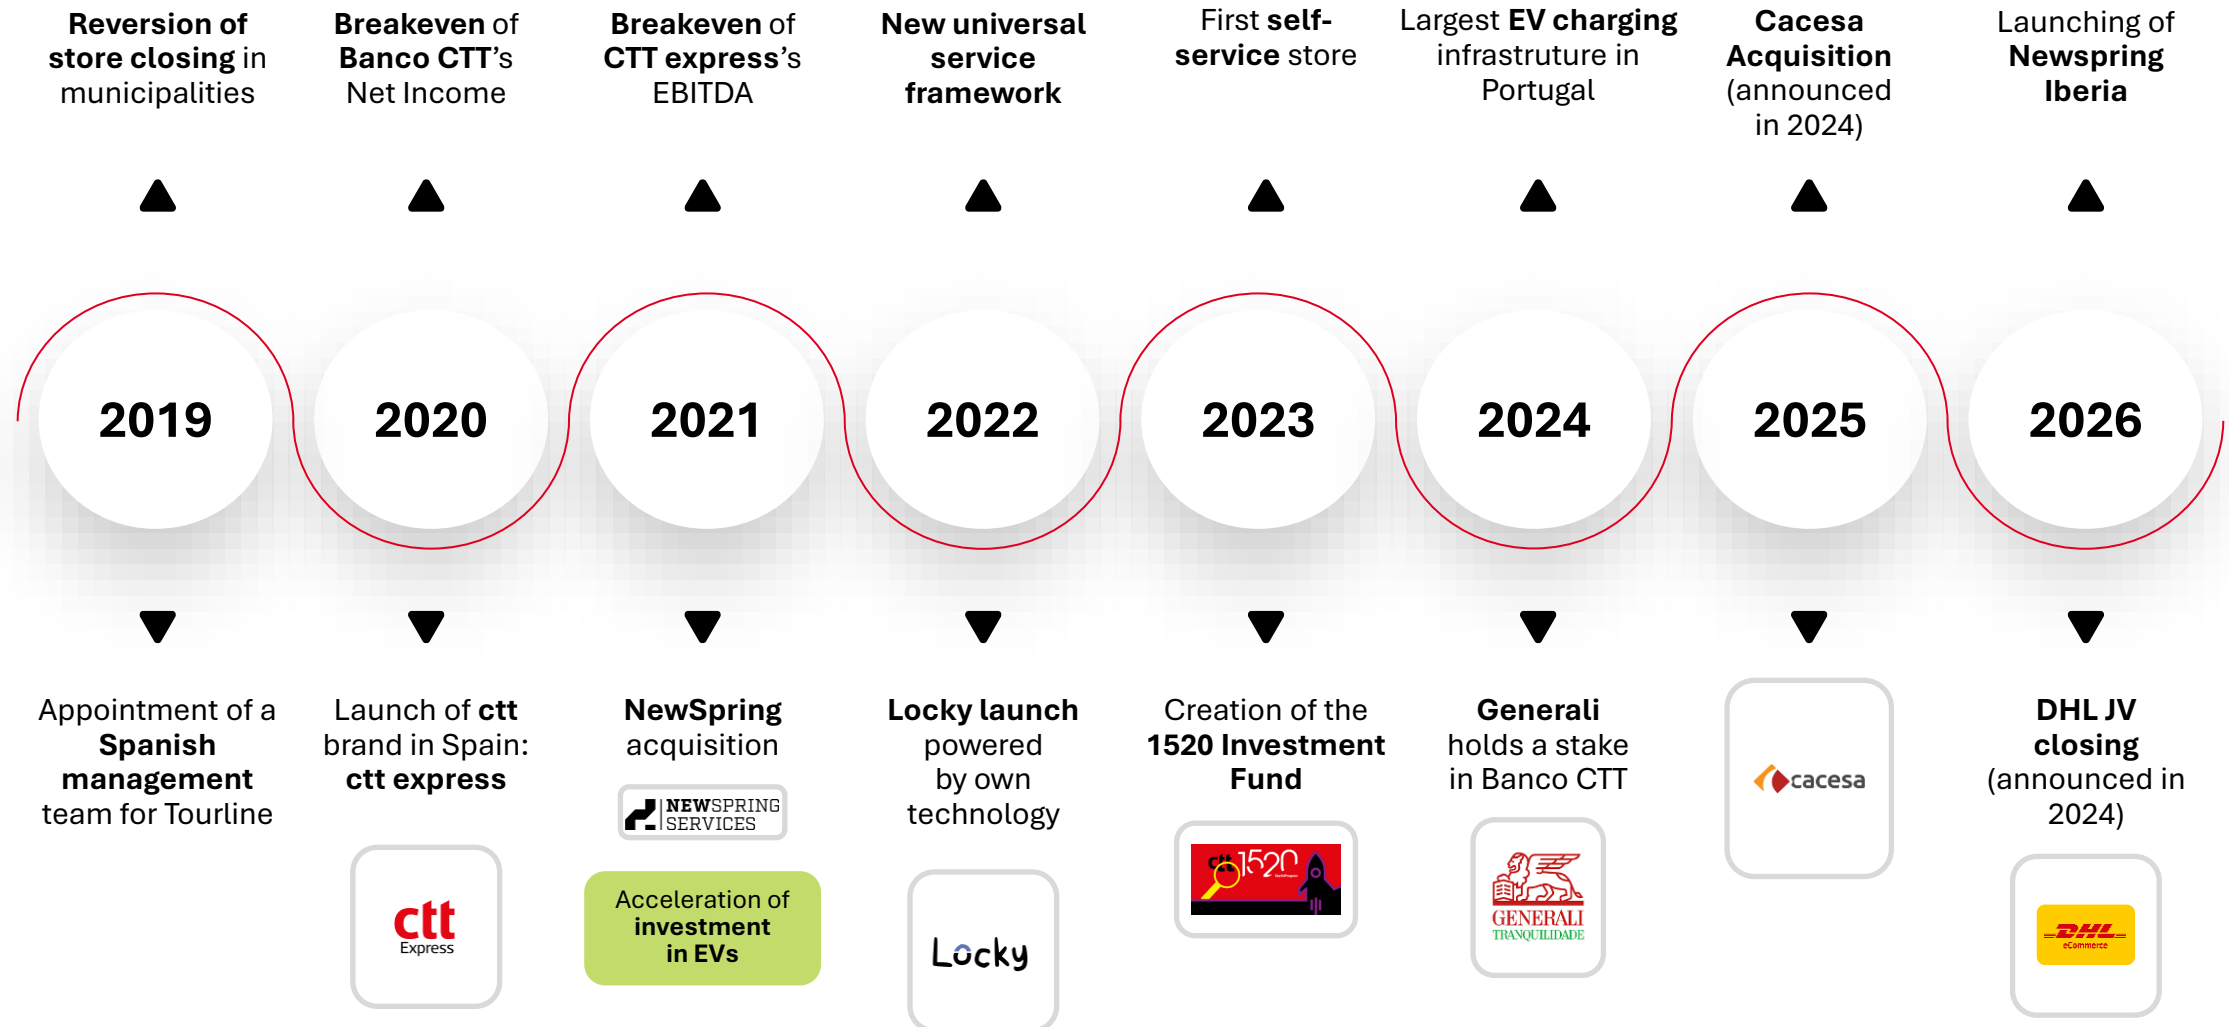 Reversion of
store closing in
municipalities
Breakeven of
Banco CTT’s
Net Income
Breakeven of
CTT express’s
EBITDA
New universal
service
framework
First self-
service store
Largest EV charging
infrastruture in
Portugal
Cacesa
Acquisition
(announced
in 2024)
Launching of
Newspring
Iberia
2019
2020
2021
2022
2023
2024
2025
2026
Appointment of a
Spanish
management
team for Tourline
Launch of ctt
brand in Spain:
ctt express
ctt
Express
NewSpring
acquisition
NEWSPRING
SERVICES
Acceleration of
investment
in EVs
Locky launch
powered
by own
technology
Locky
Creation of the
1520 Investment
Fund
ctt 1520
Generali
holds a stake
in Banco CTT
GENERALI
TRANQUILIDADE
cacesa
DHL JV
closing
(announced in
2024)
DHL
eCommerce